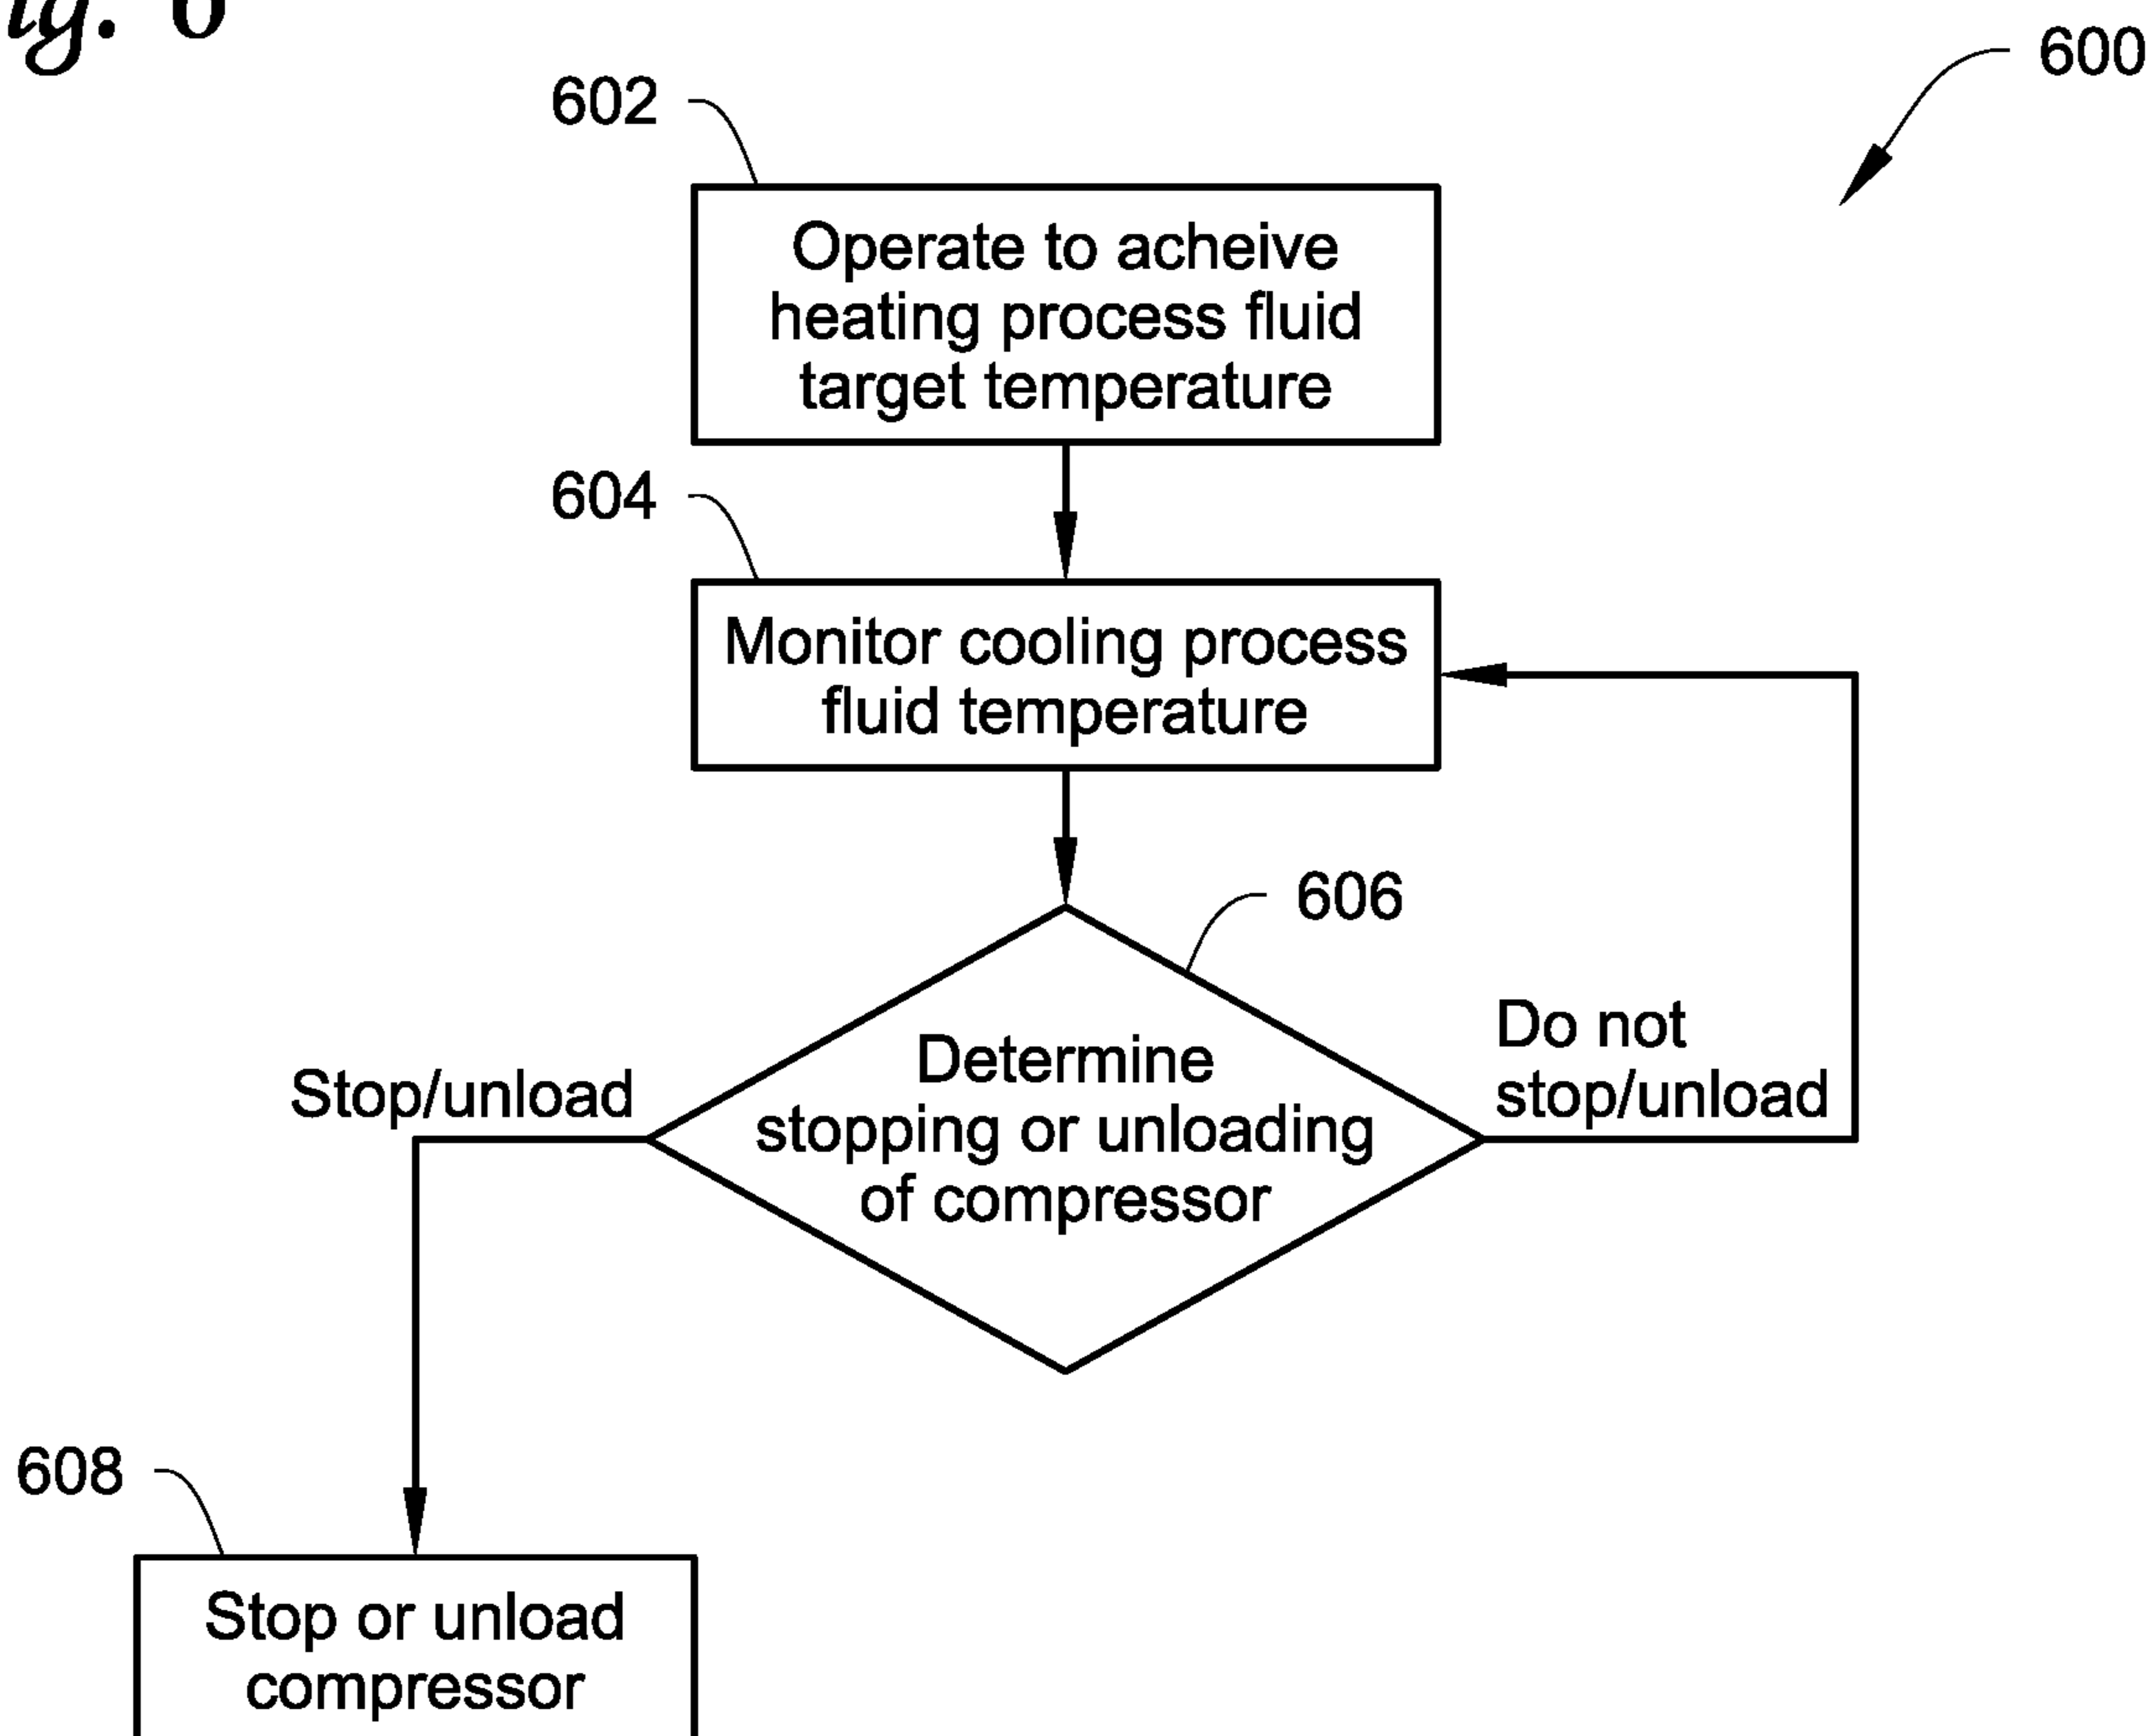 600
602
Operate to acheive
heating process fluid
target temperature
604
Monitor cooling process
fluid temperature
606
Determine
stopping or unloading
of compressor
Stop/unload
Do not
stop/unload
608
Stop or unload
compressor